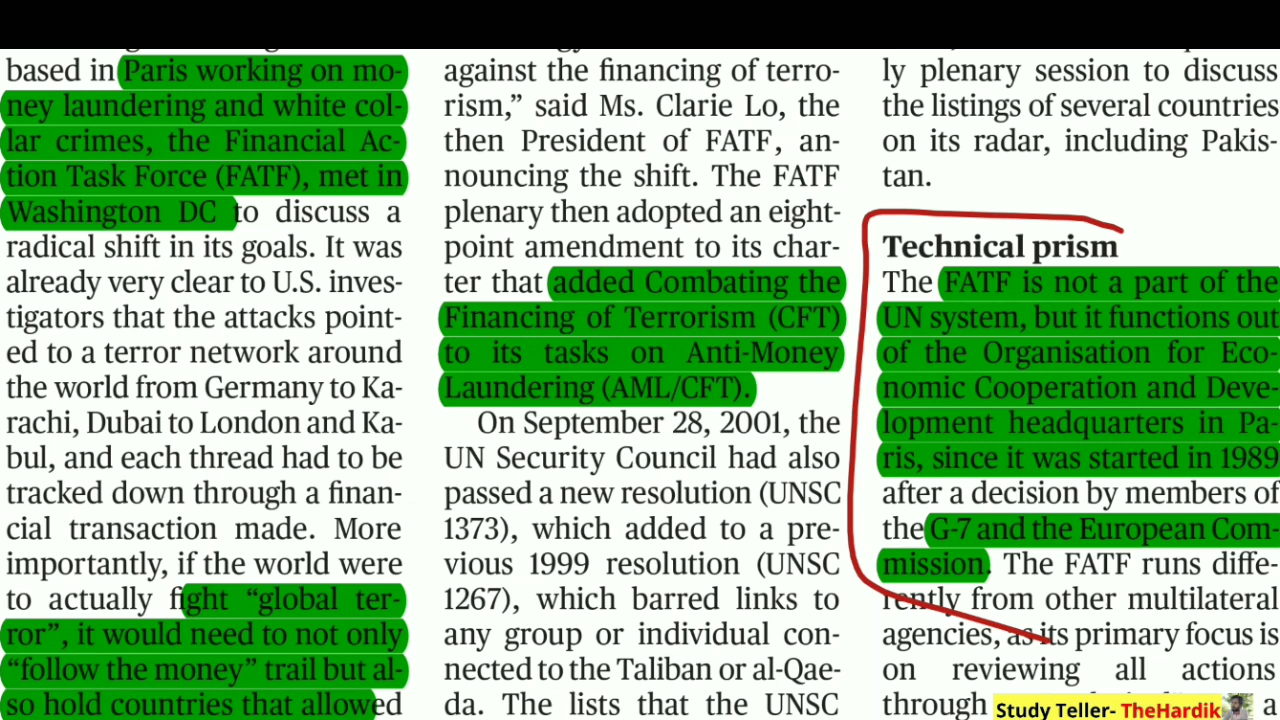 based in Paris working on mo-
ney laundering and white col-
lar crimes, the Financial Ac-
tion Task Force (FATF), met in
Washington DC to discuss a
radical shift in its goals. It was
already very clear to U.S. inves-
tigators that the attacks point-
ed to a terror network around
the world from Germany to Ka-
rachi, Dubai to London and Ka-
bul, and each thread had to be
tracked down through a finan-
cial transaction made. More
importantly, if the world were
to actually fight “global ter-
ror”, it would need to not only
“follow the money” trail but al-
so hold countries that allowed
against the financing of terro-
rism,” said Ms. Clarie Lo, the
then President of FATF, an-
nouncing the shift. The FATF
plenary then adopted an eight-
point amendment to its char-
ter that added Combating the
Financing of Terrorism (CFT)
to its tasks on Anti-Money
Laundering (AML/CFT).
On September 28, 2001, the
UN Security Council had also
passed a new resolution (UNSC
1373), which added to a pre-
vious 1999 resolution (UNSC
1267), which barred links to
any group or individual con-
nected to the Taliban or al-Qae-
da. The lists that the UNSC
ly plenary session to discuss
the listings of several countries
on its radar, including Pakis-
tan.
Technical prism
The FATF is not a part of the
UN system, but it functions out
of the Organisation for Eco-
nomic Cooperation and Deve-
lopment headquarters in Pa-
ris, since it was started in 1989
after a decision by members of
the G-7 and the European Com-
mission. The FATF runs diffe-
rently from other multilateral
agencies, as its primary focus is
on reviewing all actions
through a
Study Teller- TheHardik